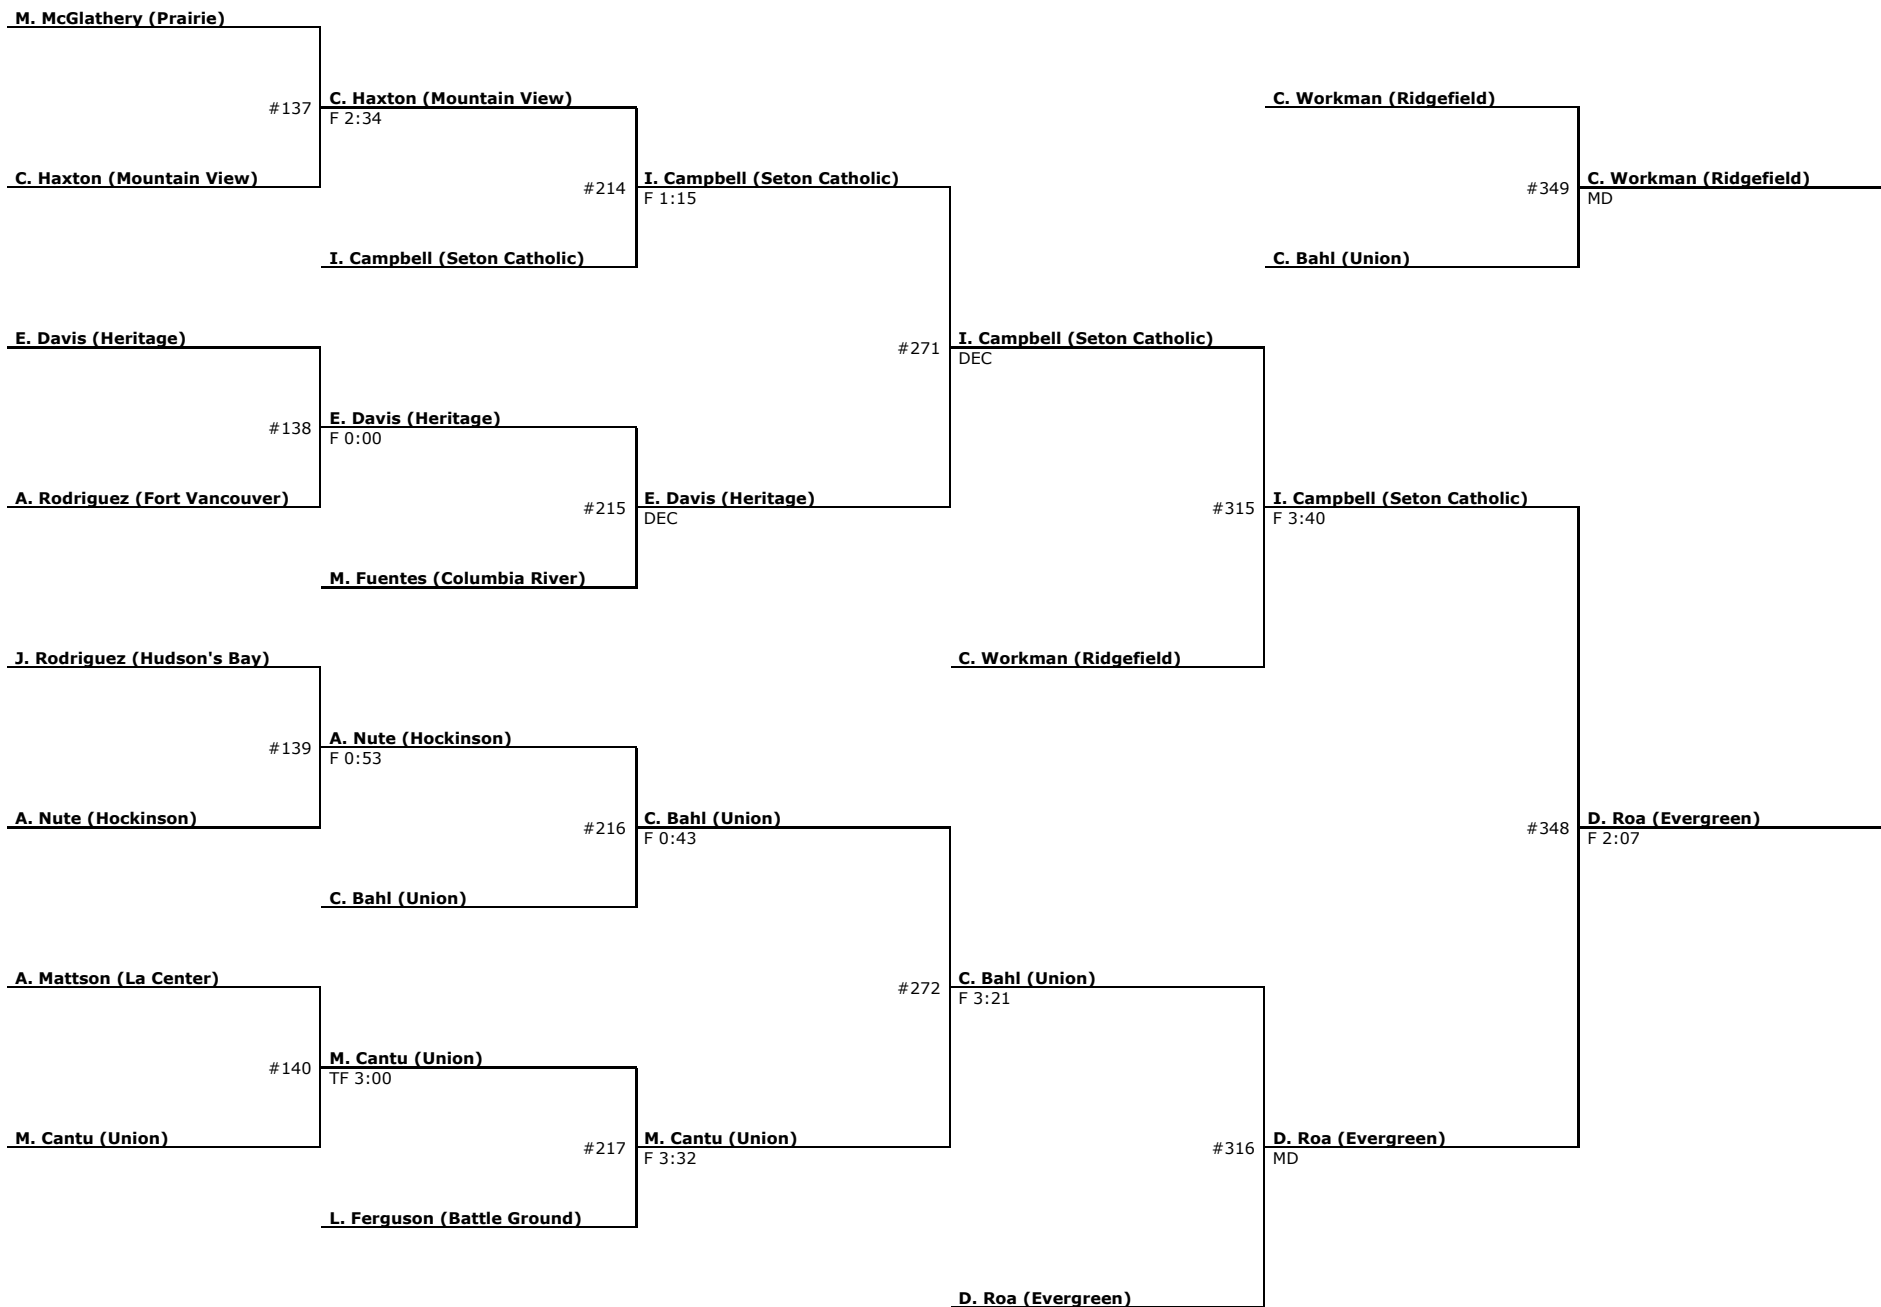 M. McGlathery (Prairie)
#137
C. Haxton (Mountain View)
F 2:34
C. Haxton (Mountain View)
#214
I. Campbell (Seton Catholic)
F 1:15
I. Campbell (Seton Catholic)
E. Davis (Heritage)
#138
E. Davis (Heritage)
F 0:00
A. Rodriguez (Fort Vancouver)
#215
E. Davis (Heritage)
DEC
M. Fuentes (Columbia River)
#271
I. Campbell (Seton Catholic)
DEC
J. Rodriguez (Hudson's Bay)
#139
A. Nute (Hockinson)
F 0:53
A. Nute (Hockinson)
#216
C. Bahl (Union)
F 0:43
C. Bahl (Union)
A. Mattson (La Center)
#140
M. Cantu (Union)
TF 3:00
M. Cantu (Union)
#217
M. Cantu (Union)
F 3:32
L. Ferguson (Battle Ground)
#272
C. Bahl (Union)
F 3:21
#315
I. Campbell (Seton Catholic)
F 3:40
C. Workman (Ridgefield)
#316
D. Roa (Evergreen)
MD
D. Roa (Evergreen)
#348
D. Roa (Evergreen)
F 2:07
C. Workman (Ridgefield)
#349
C. Workman (Ridgefield)
MD
C. Bahl (Union)